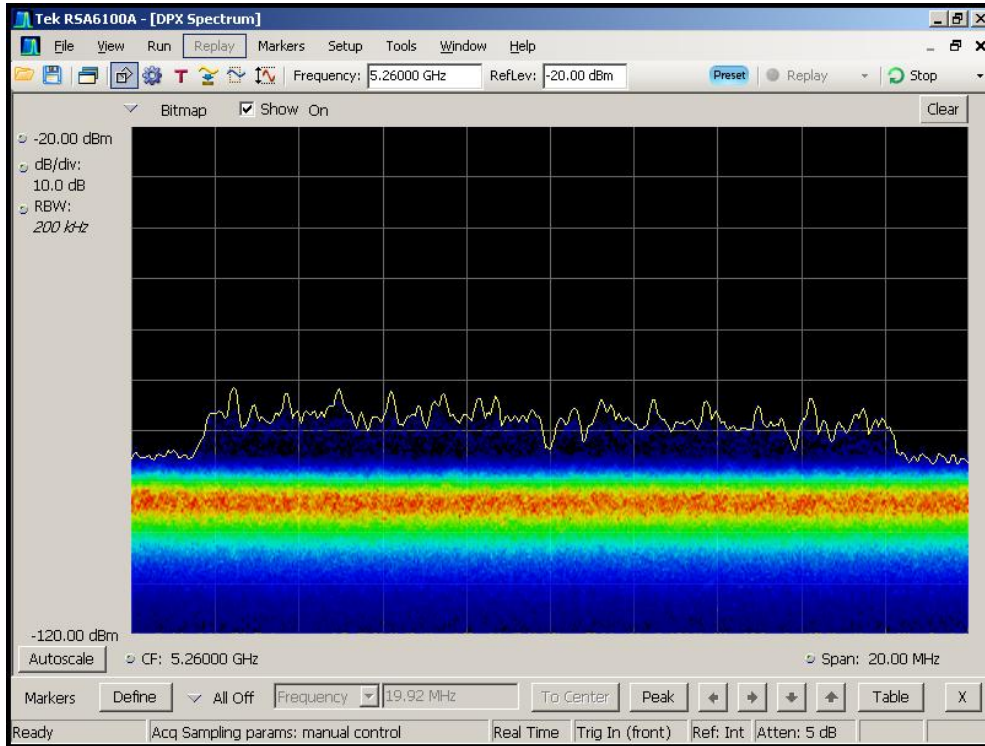 Tek RSA6100A - [DPX Spectrum]
File View Run Replay Markers Setup Tools Window Help
T Frequency: 5.26000 GHz RefLev: -20.00 dBm Preset Replay Stop
Bitmap Show On Clear
-20.00 dBm
dB/div:
10.0 dB
RBW:
200 kHz
-120.00 dBm
Autoscale CF: 5.26000 GHz Span: 20.00 MHz
Markers Define All Off Frequency 19.92 MHz To Center Peak Table X
Ready Acq Sampling params: manual control Real Time Trig In (front) Ref: Int Atten: 5 dB